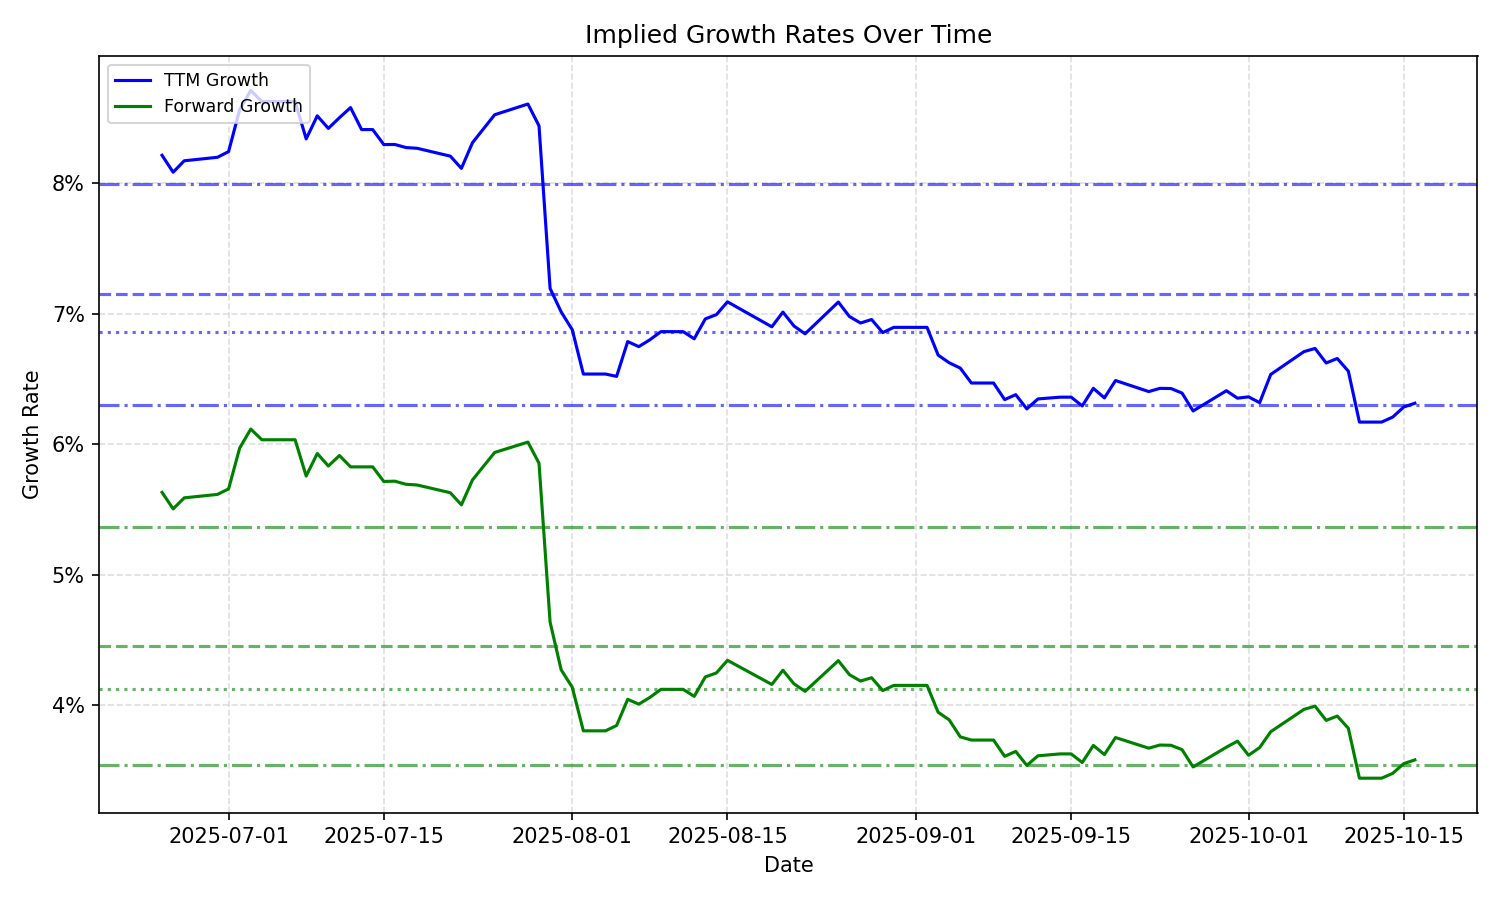 Implied Growth Rates Over Time
TTM Growth
Forward Growth
8%
7%
6%
5%
4%
Growth Rate
2025-07-01 2025-07-15 2025-08-01 2025-08-15 2025-09-01 2025-09-15 2025-10-01 2025-10-15
Date